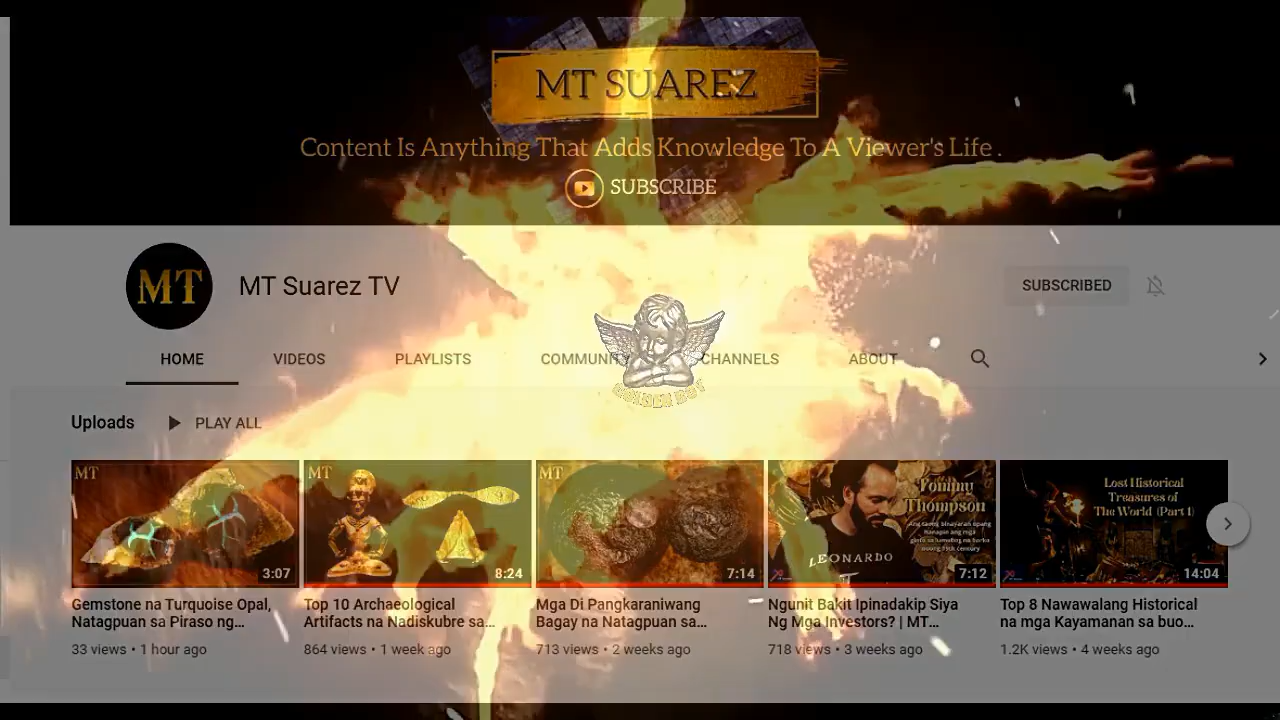 MT SUAREZ
Content Is Anything That Adds Knowledge To A Viewer's Life .
SUBSCRIBE
MT
MT Suarez TV
SUBSCRIBED
HOME VIDEOS PLAYLISTS COMMUNITY CHANNELS ABOUT
Uploads PLAY ALL
MT
3:07
MT
8:24
MT
7:14
Tommy
Thompson
LEONARDO
7:12
Lost Historical
Treasures of
The World (Part 1)
14:04
Gemstone na Turquoise Opal,
Natagpuan sa Piraso ng...
33 views • 1 hour ago
Top 10 Archaeological
Artifacts na Nadiskubre sa...
864 views • 1 week ago
Mga Di Pangkaraniwang
Bagay na Natagpuan sa...
713 views • 2 weeks ago
Ngunit Bakit Ipinadakip Siya
Ng Mga Investors? | MT...
718 views • 3 weeks ago
Top 8 Nawawalang Historical
na mga Kayamanan sa buo...
1.2K views • 4 weeks ago